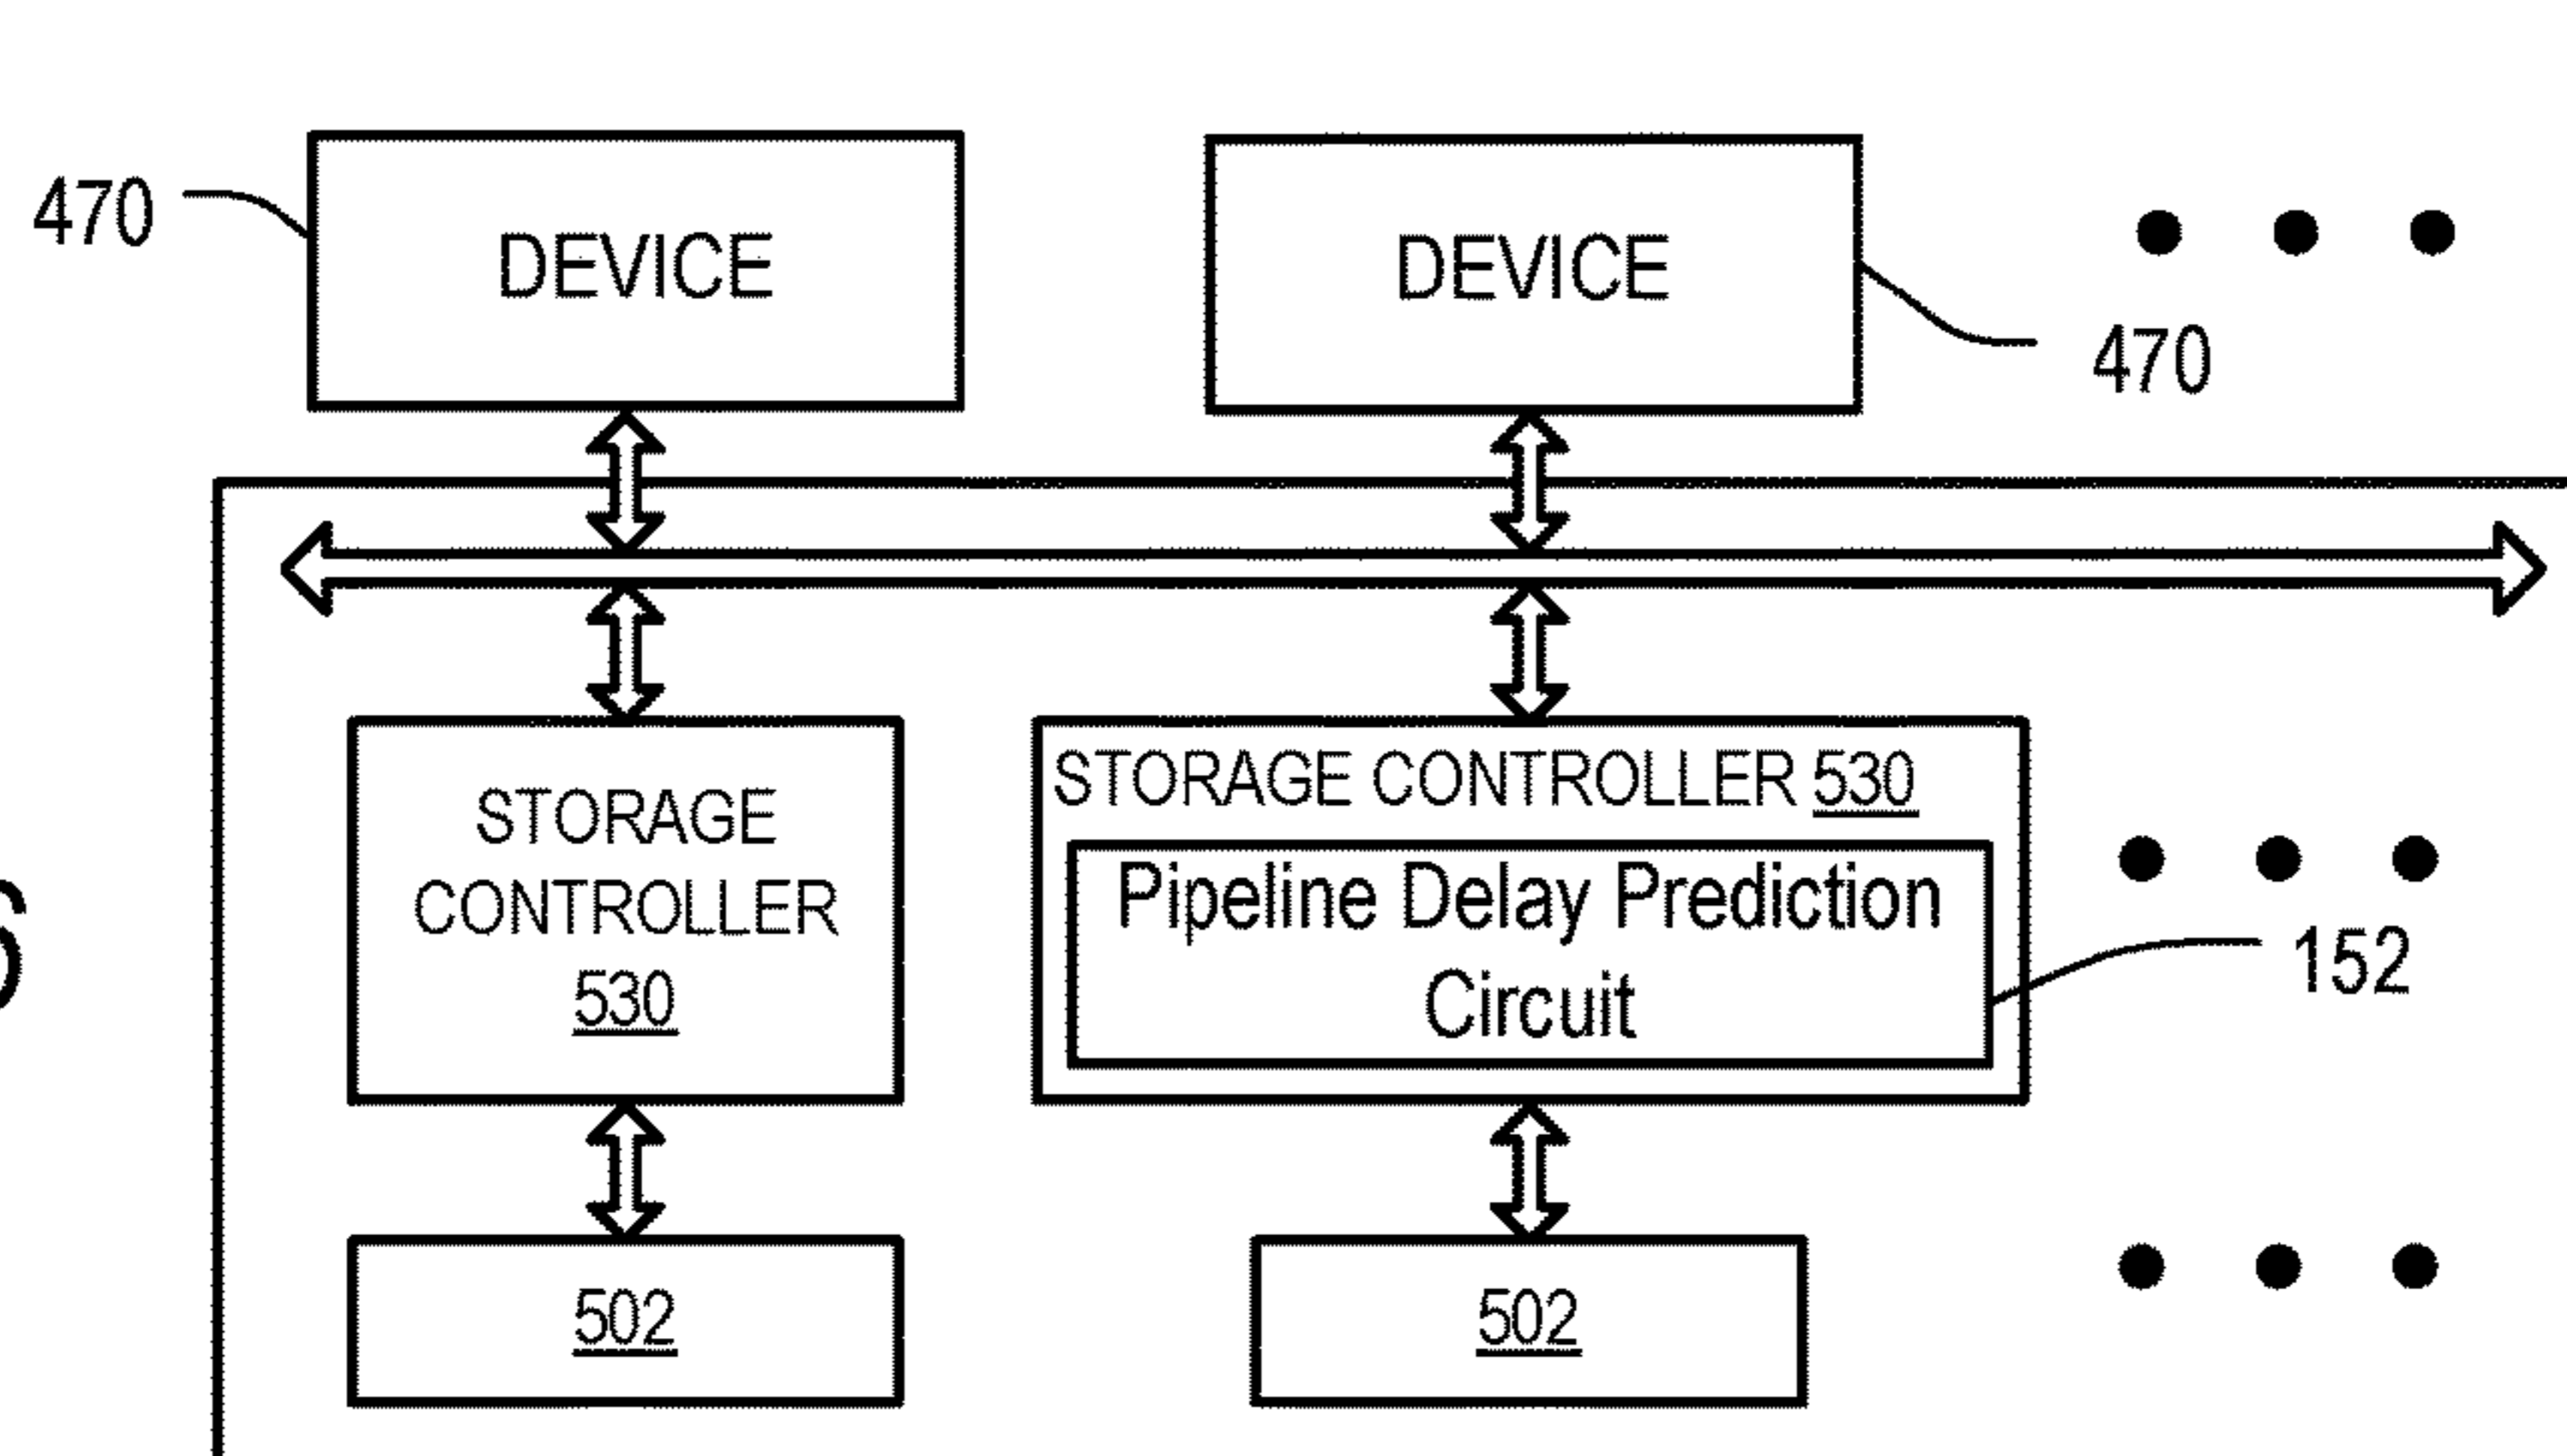 470
DEVICE
DEVICE
470
STORAGE
CONTROLLER
530
STORAGE CONTROLLER 530
Pipeline Delay Prediction
Circuit
152
502
502